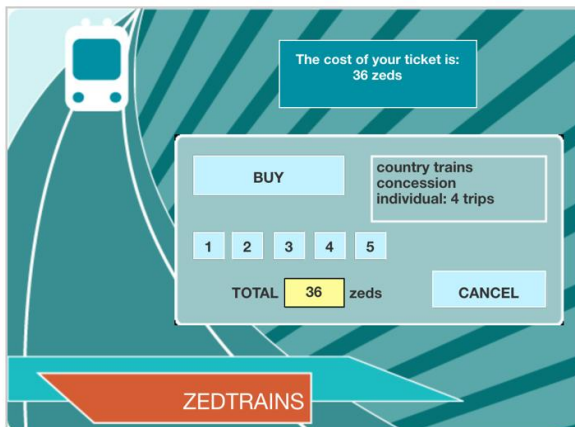 The cost of your ticket is:
36 zeds
BUY
country trains
concession
individual: 4 trips
1 2 3 4 5
TOTAL 36 zeds
CANCEL
ZEDTRAINS